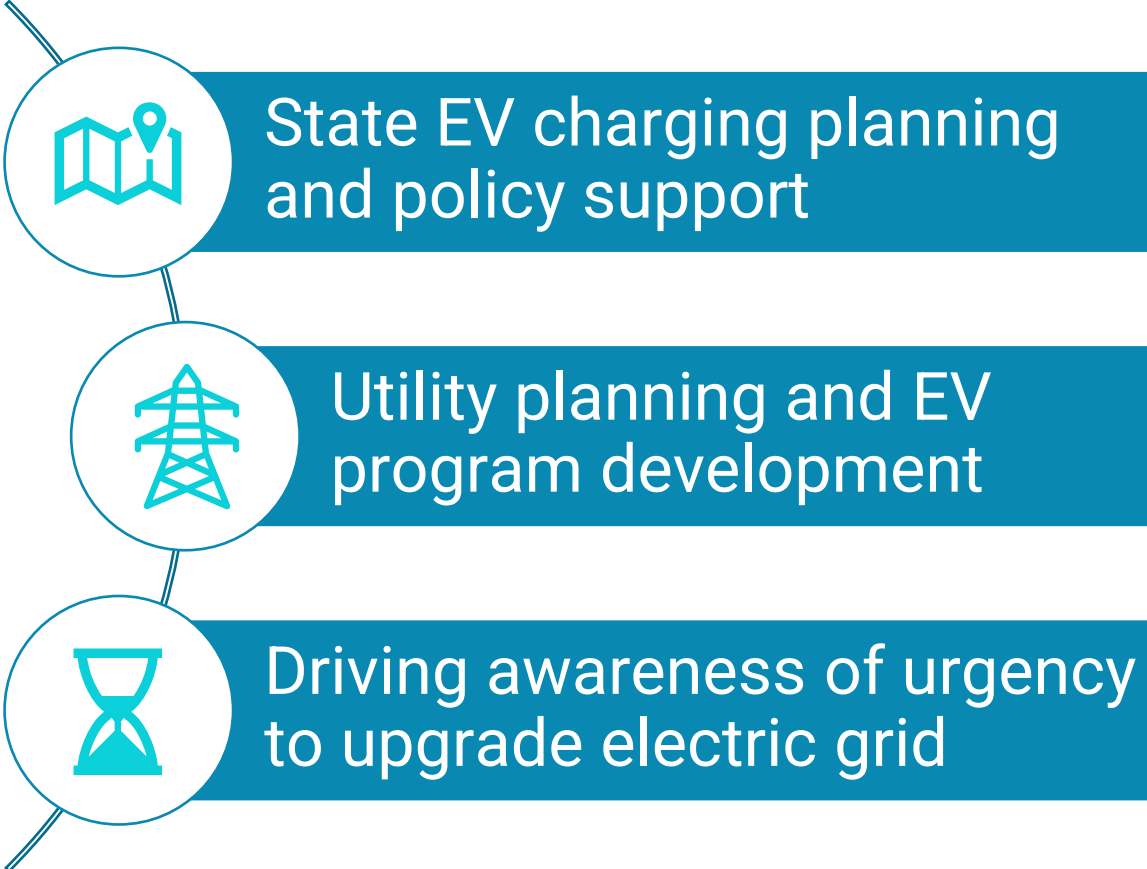 State EV charging planning
and policy support
Utility planning and EV
program development
Driving awareness of urgency
to upgrade electric grid